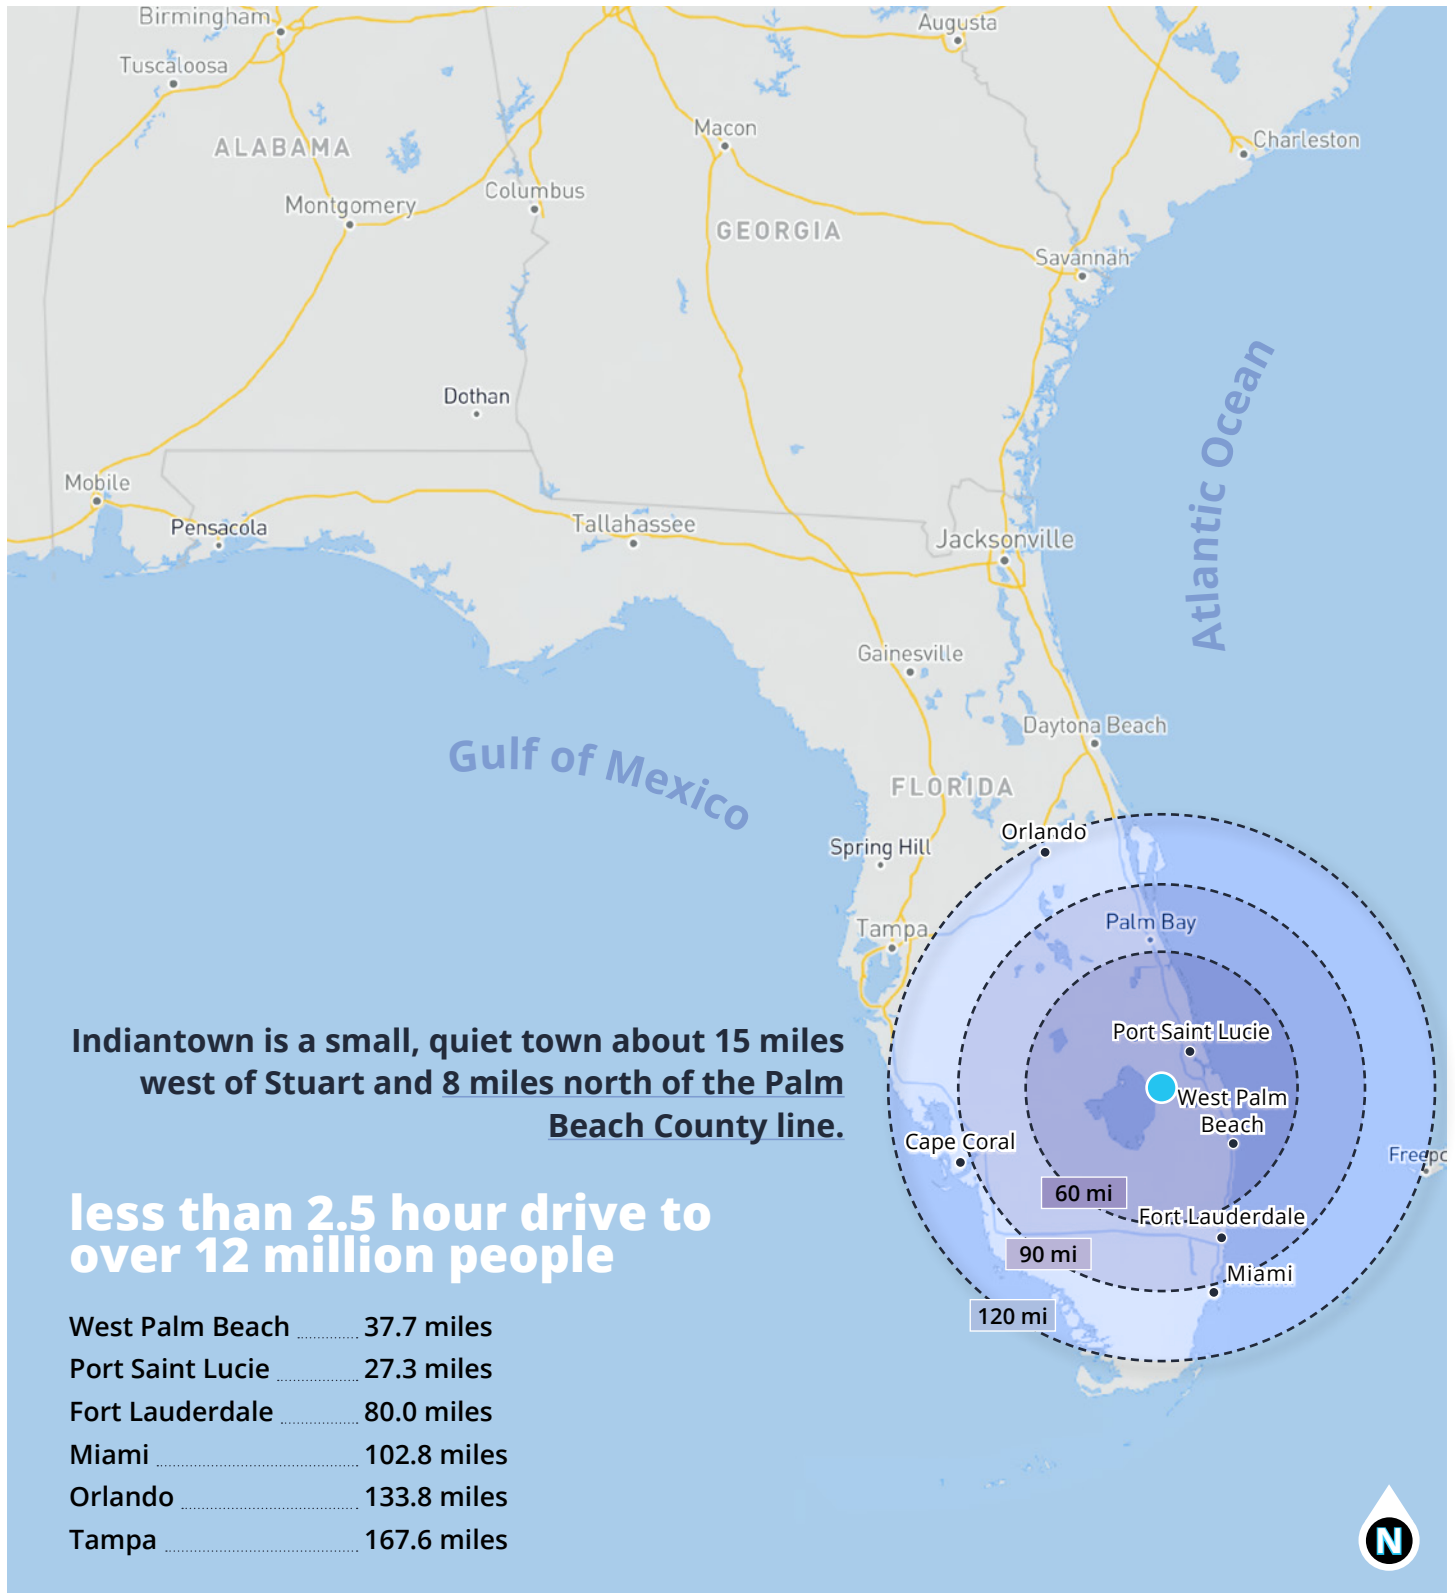 Birmingham
Augusta
Tuscaloosa
Macon
Charleston
ALABAMA
Columbus
Montgomery
GEORGIA
Savannah
Atlantic Ocean
Dothan
Mobile
Pensacola
Tallahassee
Jacksonville
Gainesville
Daytona Beach
Gulf of Mexico
FLORIDA
Orlando
Spring Hill
Palm Bay
Tampa
Port Saint Lucie
West Palm
Beach
Cape Coral
Freepo
60 mi
Fort Lauderdale
90 mi
Miami
120 mi
Indiantown is a small, quiet town about 15 miles
west of Stuart and 8 miles north of the Palm
Beach County line.
less than 2.5 hour drive to
over 12 million people
West Palm Beach 37.7 miles
Port Saint Lucie 27.3 miles
Fort Lauderdale 80.0 miles
Miami 102.8 miles
Orlando 133.8 miles
Tampa 167.6 miles
N